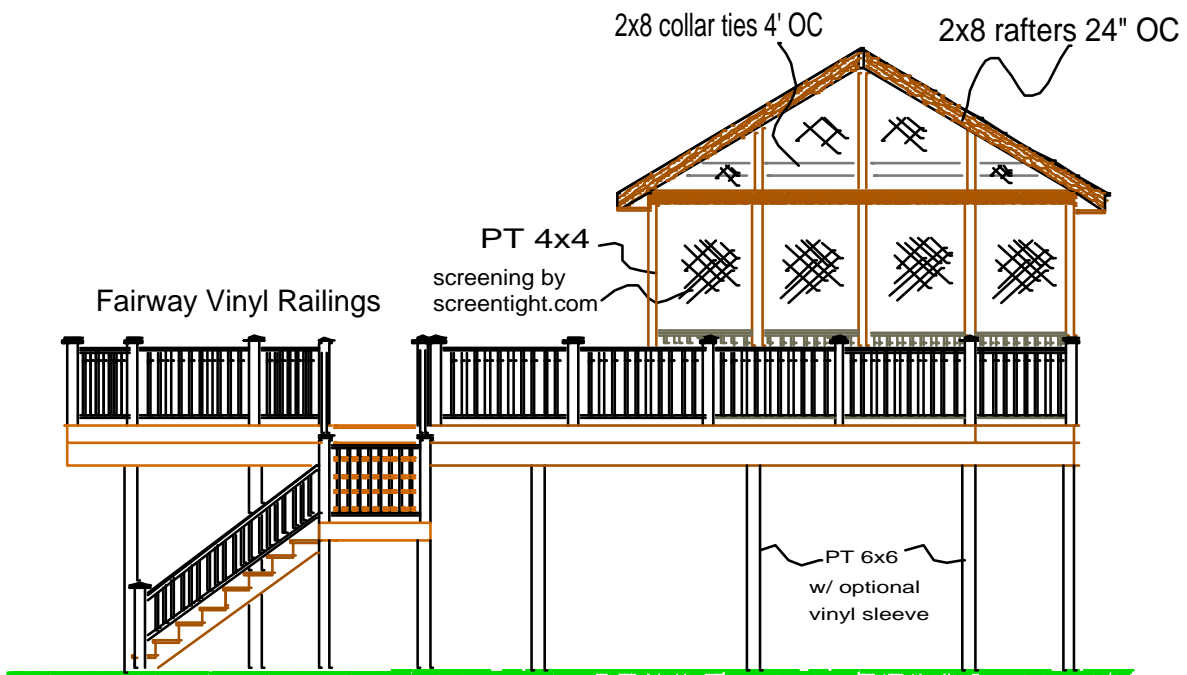 2x8 collar ties 4' OC
2x8 rafters 24" OC
PT 4x4
screening by
screentight.com
Fairway Vinyl Railings
PT 6x6
w/ optional
vinyl sleeve